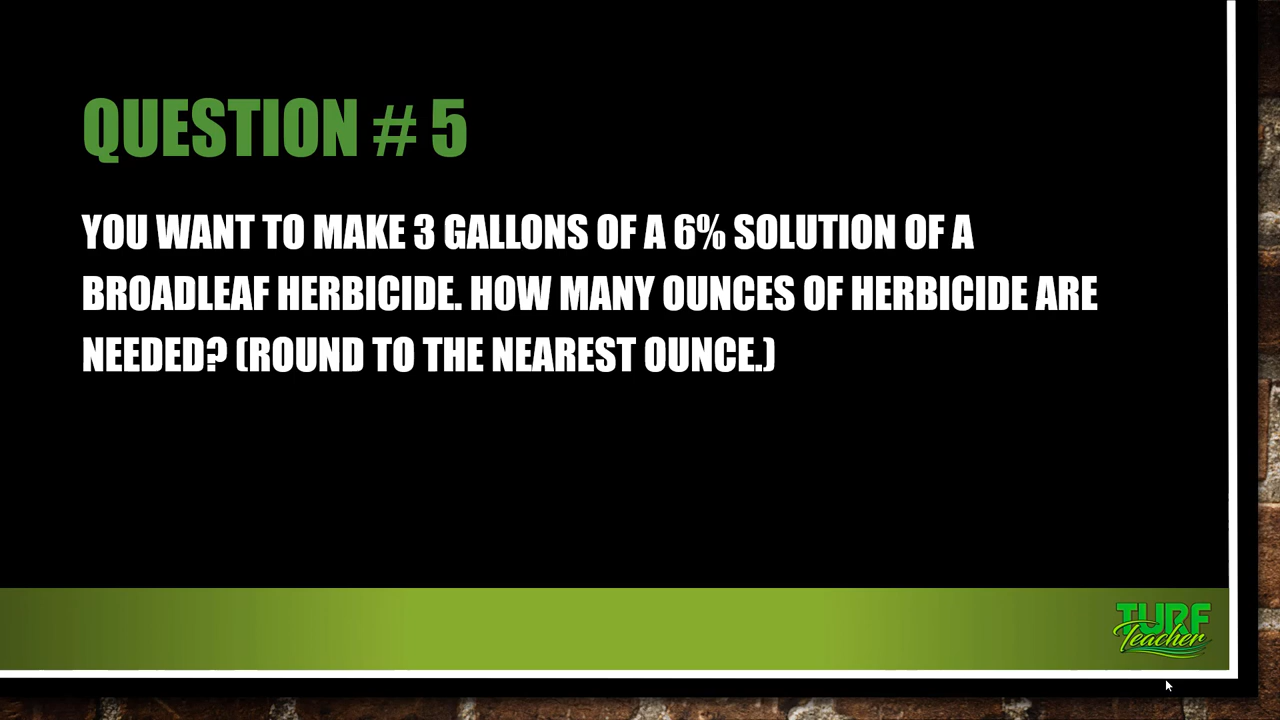 QUESTION # 5
YOU WANT TO MAKE 3 GALLONS OF A 6% SOLUTION OF A
BROADLEAF HERBICIDE. HOW MANY OUNCES OF HERBICIDE ARE
NEEDED? (ROUND TO THE NEAREST OUNCE.)
TURF
Teacher